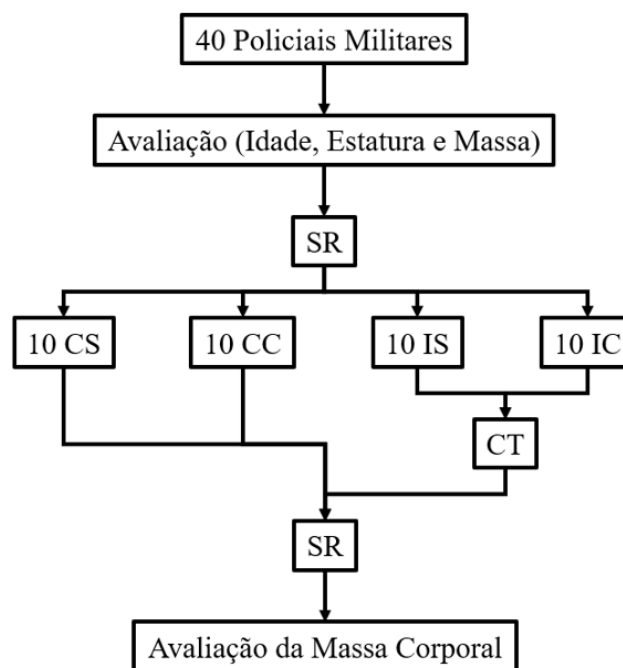 40 Policiais Militares
Avaliação (Idade, Estatura e Massa)
SR
10 CS
10 CC
10 IS
10 IC
CT
SR
Avaliação da Massa Corporal